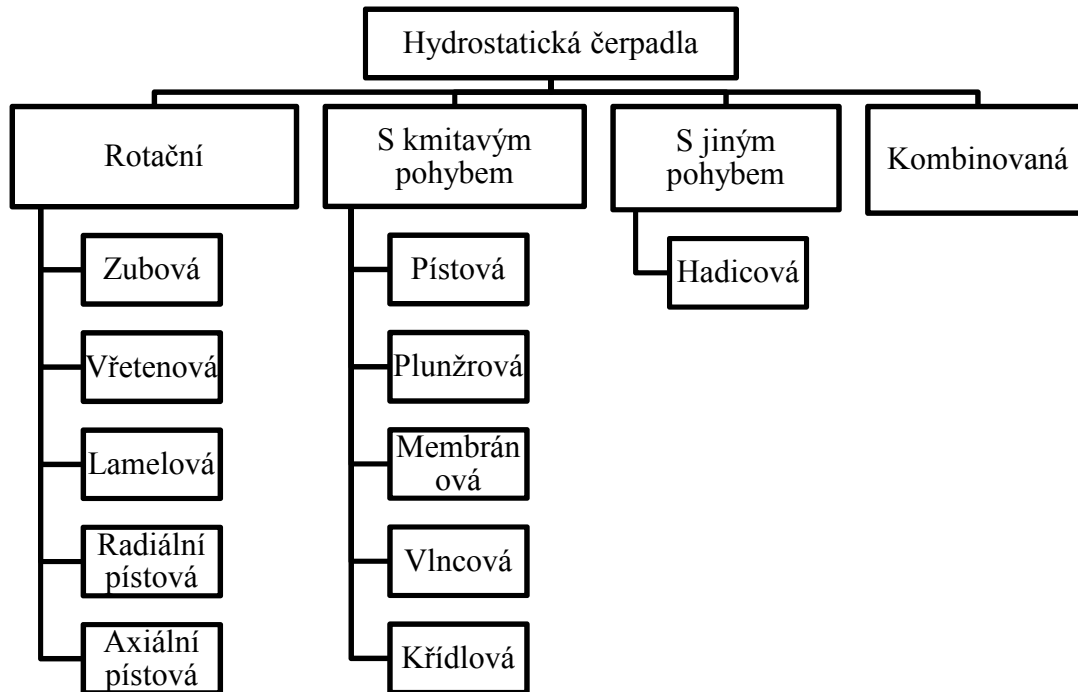 Hydrostatická čerpadla
Rotační
S kmitavým
pohybem
S jiným
pohybem
Kombinovaná
Zubová
Vřetenová
Lamelová
Radiální
pístová
Axiální
pístová
Pístová
Plunžrová
Membrán
ová
Vlncová
Křídlová
Hadicová